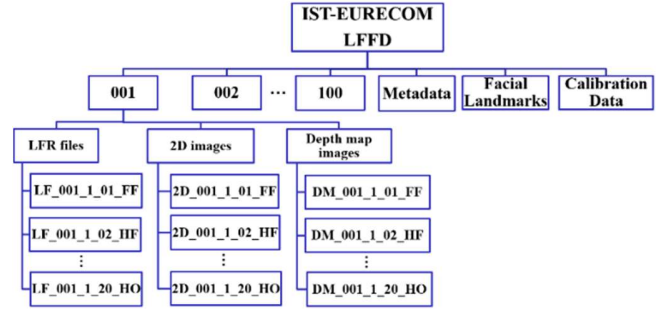 IST-EURECOM
LFFD
001
002
...
100
Metadata
Facial
Landmarks
Calibration
Data
LFR files
2D images
Depth map
images
LF_001_1_01_FF
2D_001_1_01_FF
DM_001_1_01_FF
LF_001_1_02_HF
2D_001_1_02_HF
DM_001_1_02_HF
⋮
⋮
⋮
LF_001_1_20_HO
2D_001_1_20_HO
DM_001_1_20_HO